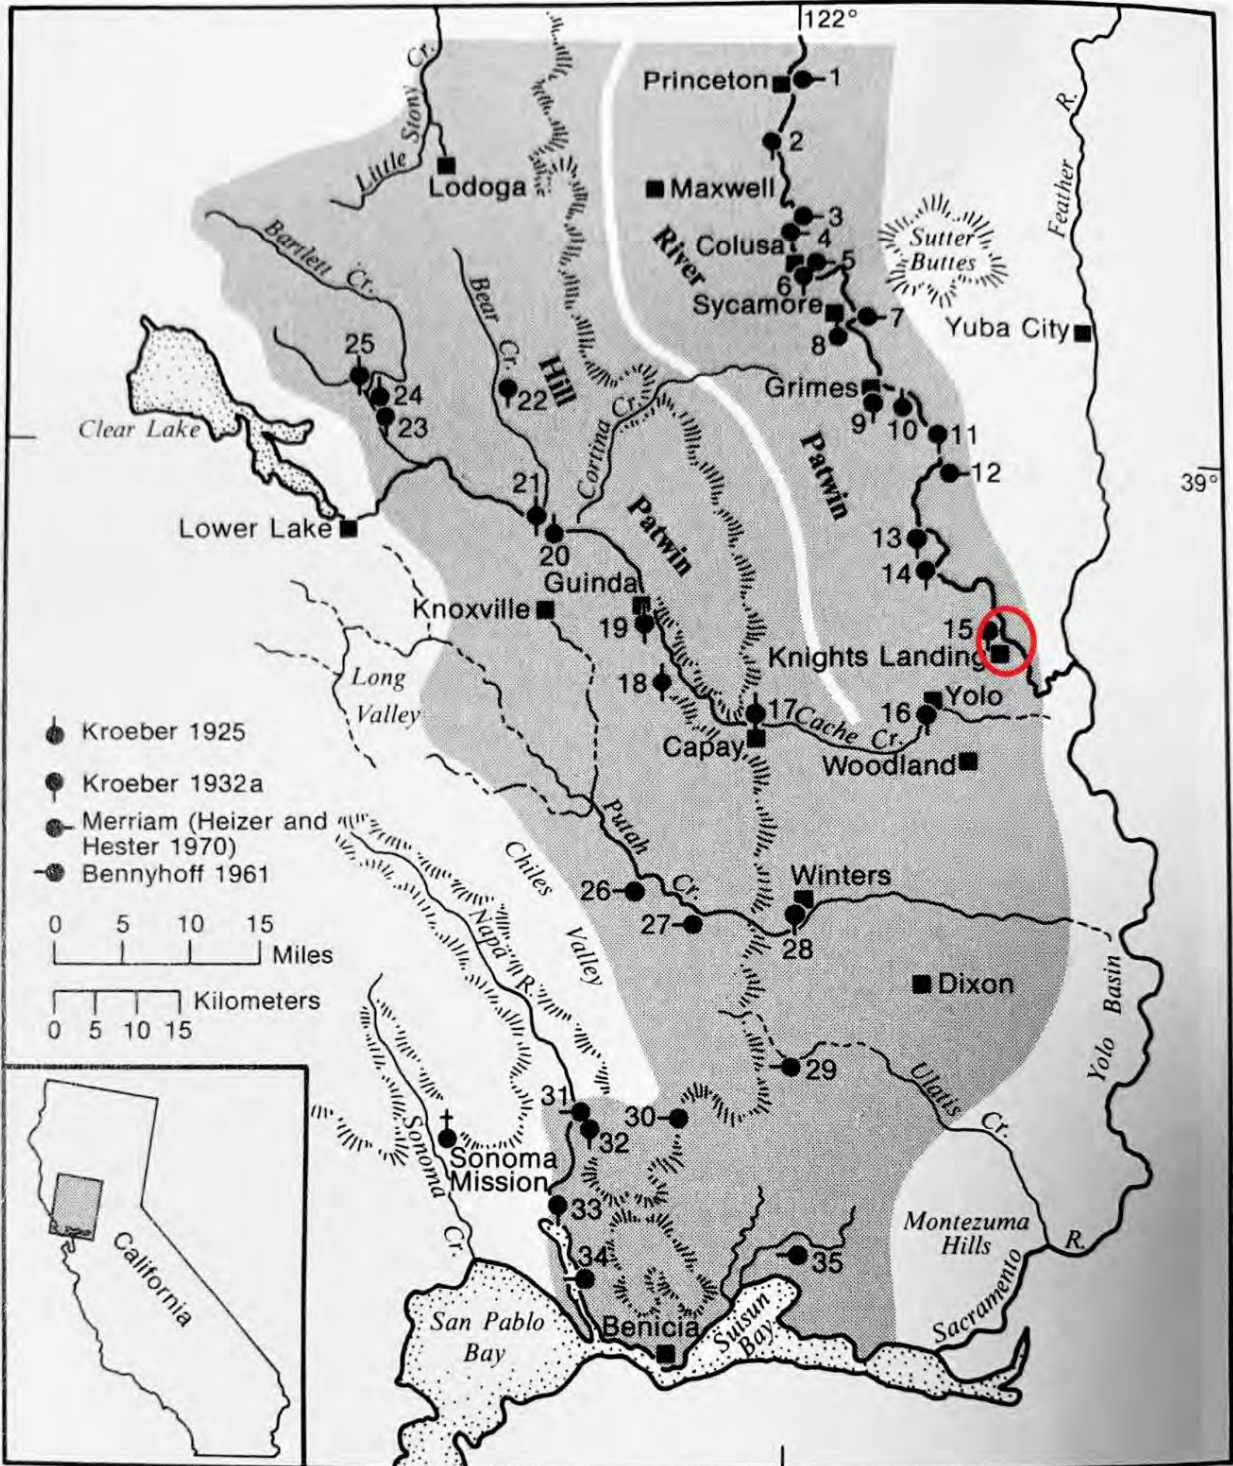 122°
Princeton
1
2
Little Stony Cr.
Lodoga
Maxwell
3
4
Colusa
5
6
River
Sutter
Buttes
Feather R.
Bartlett Cr.
Bear Cr.
Sycamore
7
8
Yuba City
25
24
23
22
Hill
Clear Lake
Grimes
9
10
11
12
Cortina Cr.
Patwin
39°
21
20
Lower Lake
Patwin
13
14
Guinda
Knoxville
19
15
Knights Landing
Long
Valley
18
17
Cache Cr.
16
Yolo
Capay
Woodland
Kroeber 1925
Kroeber 1932a
Merriam (Heizer and
Hester 1970)
Bennyhoff 1961
0 5 10 15
Miles
Kilometers
0 5 10 15
Putah Cr.
Chiles
Valley
Napa R.
26
27
Winters
28
Dixon
Yolo Basin
29
Ulatis Cr.
31
30
32
Sonoma
Mission
Sonoma Cr.
33
34
35
Montezuma
Hills
Sacramento R.
California
San Pablo
Bay
Benicia
Suisun
Bay